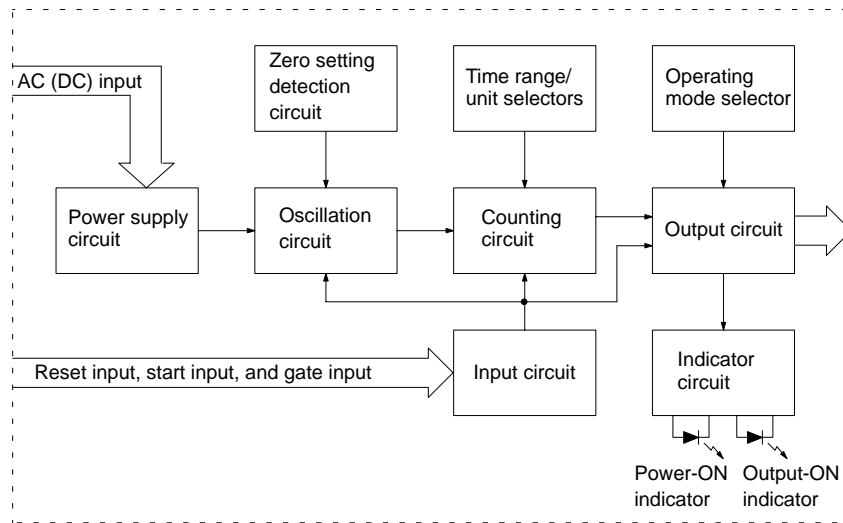 AC (DC) input
Zero setting
detection
circuit
Time range/
unit selectors
Operating
mode selector
Power supply
circuit
Oscillation
circuit
Counting
circuit
Output circuit
Reset input, start input, and gate input
Input circuit
Indicator
circuit
Power-ON
indicator
Output-ON
indicator